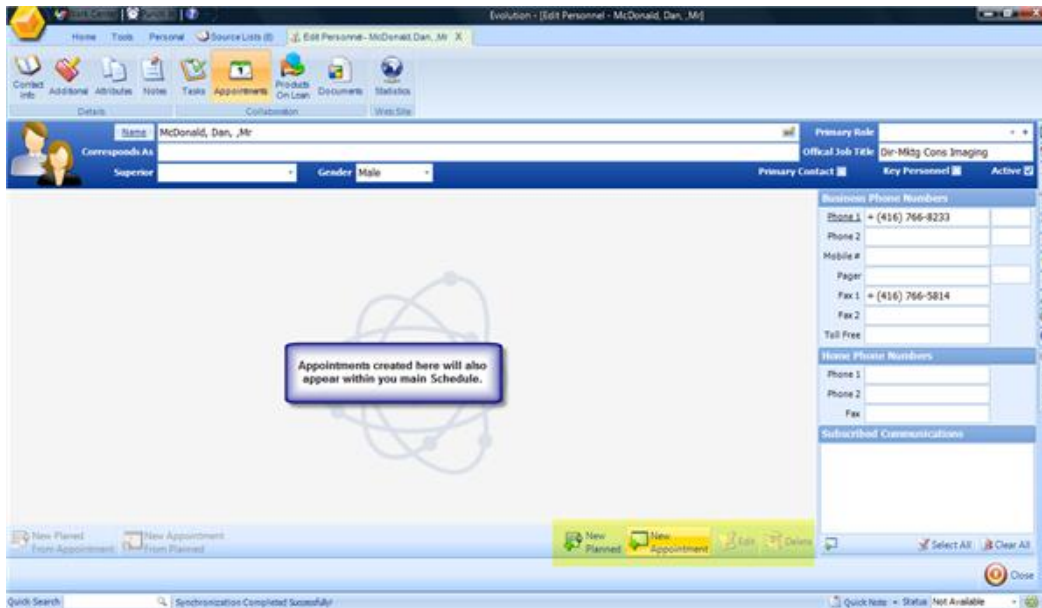 Evolution - [Edit Personnel - McDonald, Dan, ,Mr]
Home Tools Personal Source Lists (8) Edit Personne- McDonald, Dan, ,Mr X
Contact Info Additional Attributes Notes Tasks Appointments Products On Loan Documents Statistics
Details Collaboration Web Site
Name McDonald, Dan, ,Mr Primary Role
Corresponds As Offical Job Title Dir-Mktg Cons Imaging
Superior Gender Male Primary Contact Key Personnel Active
Business Phone Numbers
Phone 1 + (416) 766-8233
Phone 2
Mobile #
Pager
Fax 1 + (416) 766-5814
Fax 2
Toll Free
Home Phone Numbers
Phone 1
Phone 2
Fax
Subscribed Communications
Appointments created here will also
appear within you main Schedule.
New Planned From Appointment New Appointment From Planned New Planned New Appointment Edit Delete Select All Clear All
Close
Quick Search Synchronization Completed Successfully! Quick Note Status Not Available